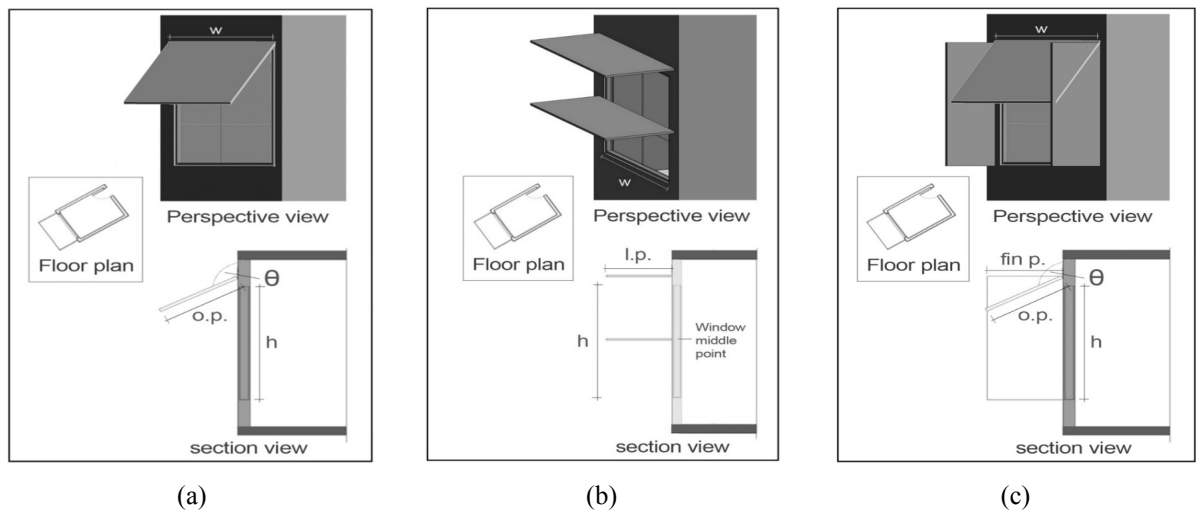 w
Perspective view
Floor plan
θ
o.p.
h
section view
(a)
w
Perspective view
Floor plan
l.p.
h
Window
middle
point
section view
(b)
w
Perspective view
Floor plan
fin p.
θ
o.p.
h
section view
(c)